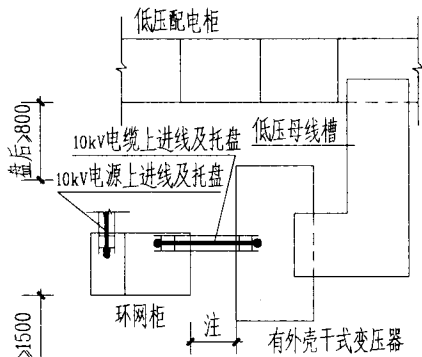 低压配电柜
盘后>800
10kV电缆上进线及托盘
低压母线槽
10kV电源上进线及托盘
环网柜
注
有外壳干式变压器
>1500